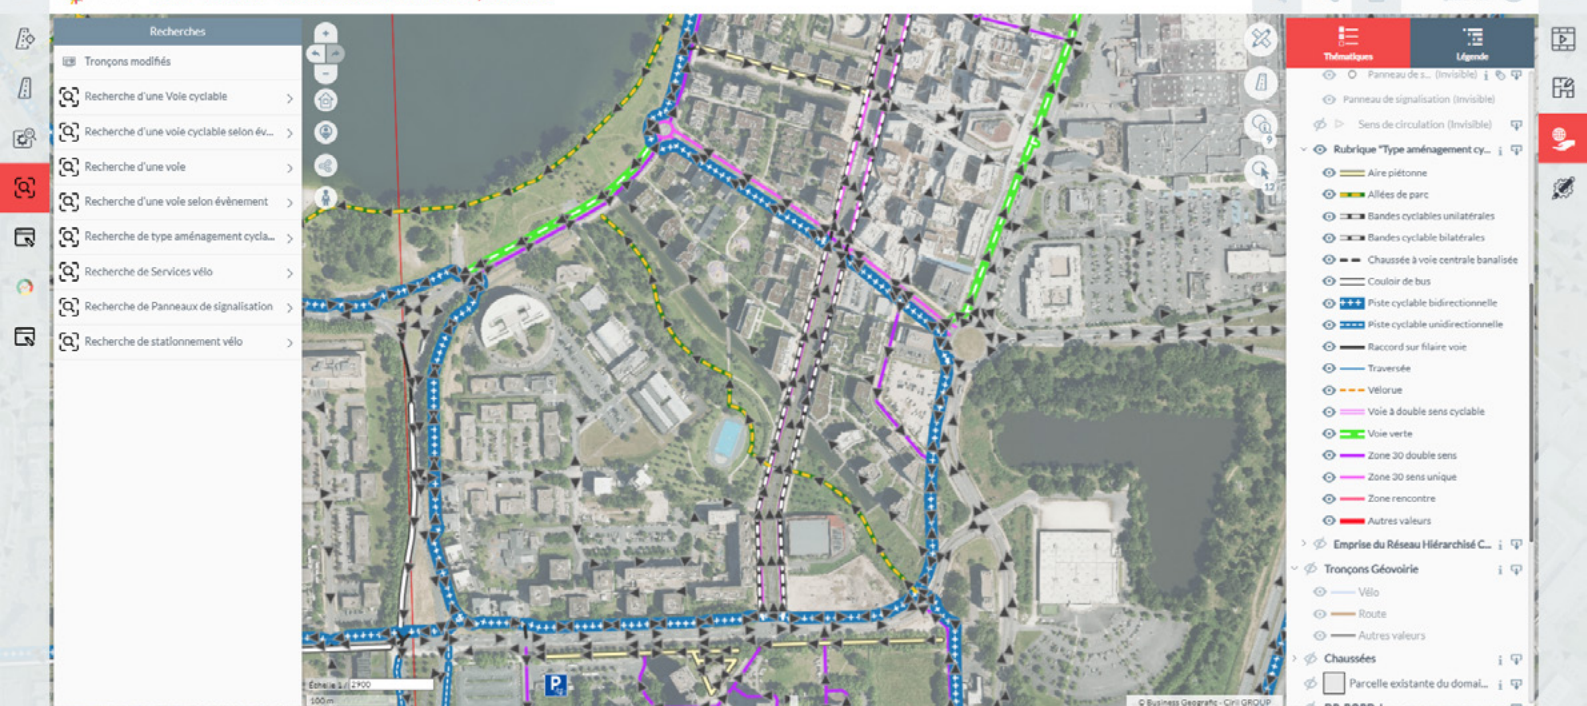 Recherches
Tronçons modifiés
Recherche d'une Voie cyclable
Recherche d'une voie cyclable selon év...
Recherche d'une voie
Recherche d'une voie selon évènement
Recherche de type aménagement cycla...
Recherche de Services vélo
Recherche de Panneaux de signalisation
Recherche de stationnement vélo
9
12
P
Échelle 1 / 2900
100 m
© Business Geografic - Ciril GROUP
Thématiques
Légende
Panneau de s... (Invisible)
Panneau de signalisation (Invisible)
Sens de circulation (Invisible)
Rubrique "Type aménagement cy...
Aire piétonne
Allées de parc
Bandes cyclables unilatérales
Bandes cyclable bilatérales
Chaussée à voie centrale banalisée
Couloir de bus
Piste cyclable bidirectionnelle
Piste cyclable unidirectionnelle
Raccord sur filaire voie
Traversée
Vélorue
Voie à double sens cyclable
Voie verte
Zone 30 double sens
Zone 30 sens unique
Zone rencontre
Autres valeurs
Emprise du Réseau Hiérarchisé C...
Tronçons Géovoirie
Vélo
Route
Autres valeurs
Chaussées
Parcelle existante du domai...